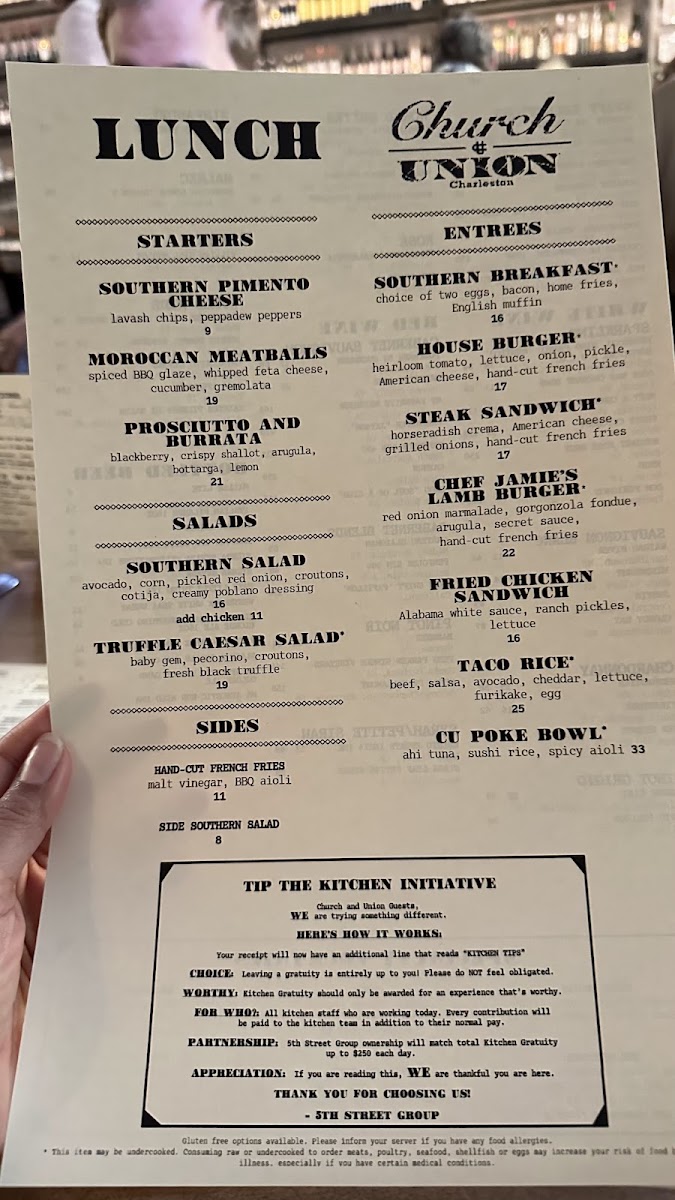 LUNCH
Church
&
UNION
Charleston
STARTERS
SOUTHERN PIMENTO
CHEESE
lavash chips, peppadew peppers
9
MOROCCAN MEATBALLS
spiced BBQ glaze, whipped feta cheese,
cucumber, gremolata
19
PROSCIUTTO AND
BURRATA
blackberry, crispy shallot, arugula,
bottarga, lemon
21
SALADS
SOUTHERN SALAD
avocado, corn, pickled red onion, croutons,
cotija, creamy poblano dressing
16
add chicken 11
TRUFFLE CAESAR SALAD*
baby gem, pecorino, croutons,
fresh black truffle
19
SIDES
HAND-CUT FRENCH FRIES
malt vinegar, BBQ aioli
11
SIDE SOUTHERN SALAD
8
ENTREES
SOUTHERN BREAKFAST*
choice of two eggs, bacon, home fries,
English muffin
16
HOUSE BURGER*
heirloom tomato, lettuce, onion, pickle,
American cheese, hand-cut french fries
17
STEAK SANDWICH*
horseradish crema, American cheese,
grilled onions, hand-cut french fries
17
CHEF JAMIE'S
LAMB BURGER*
red onion marmalade, gorgonzola fondue,
arugula, secret sauce,
hand-cut french fries
22
FRIED CHICKEN
SANDWICH
Alabama white sauce, ranch pickles,
lettuce
16
TACO RICE*
beef, salsa, avocado, cheddar, lettuce,
furikake, egg
25
CU POKE BOWL*
ahi tuna, sushi rice, spicy aioli 33
TIP THE KITCHEN INITIATIVE
Church and Union Guests,
WE are trying something different.
HERE'S HOW IT WORKS:
Your receipt will now have an additional line that reads "KITCHEN TIPS"
CHOICE: Leaving a gratuity is entirely up to you! Please do NOT feel obligated.
WORTHY: Kitchen Gratuity should only be awarded for an experience that's worthy.
FOR WHO?: All kitchen staff who are working today. Every contribution will
be paid to the kitchen team in addition to their normal pay.
PARTNERSHIP: 5th Street Group ownership will match total Kitchen Gratuity
up to $250 each day.
APPRECIATION: If you are reading this, WE are thankful you are here.
THANK YOU FOR CHOOSING US!
- 5TH STREET GROUP
Gluten free options available. Please inform your server if you have any food allergies.
* This item may be undercooked. Consuming raw or undercooked to order meats, poultry, seafood, shellfish or eggs may increase your risk of food
illness, especially if you have certain medical conditions.